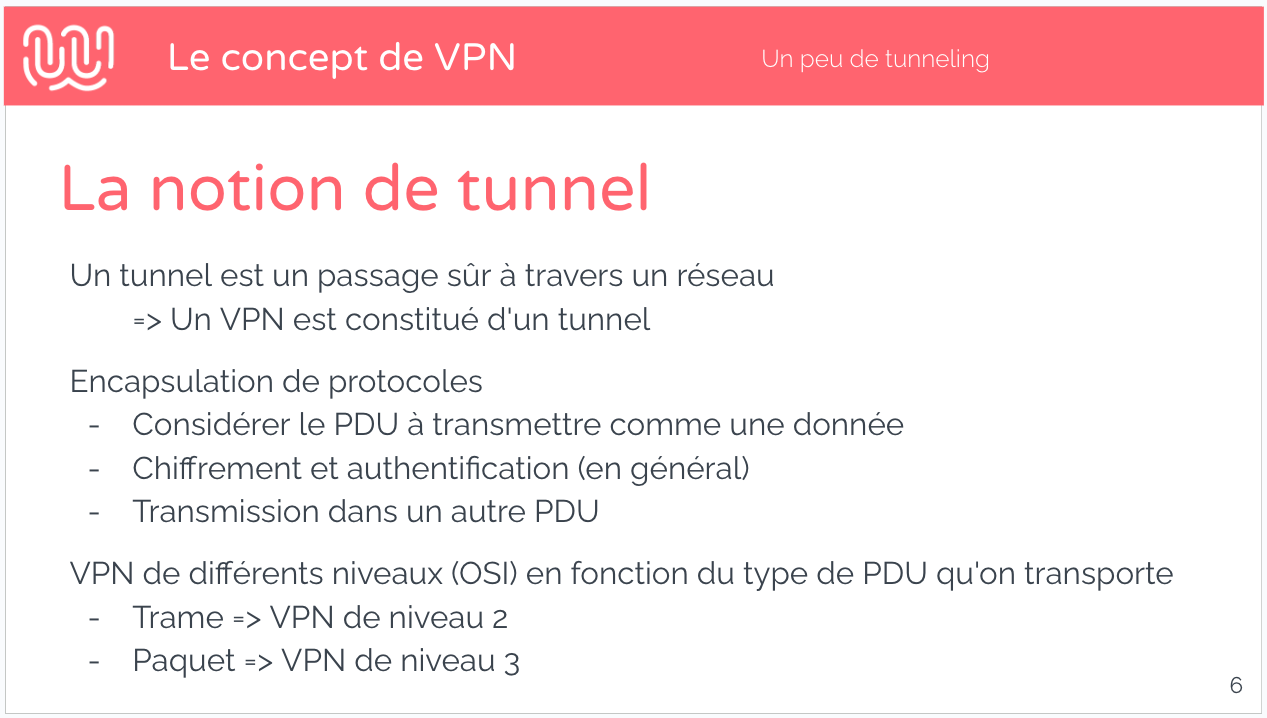 Le concept de VPN
Un peu de tunneling
La notion de tunnel
Un tunnel est un passage sûr à travers un réseau
=> Un VPN est constitué d'un tunnel
Encapsulation de protocoles
- Considérer le PDU à transmettre comme une donnée
- Chiffrement et authentification (en général)
- Transmission dans un autre PDU
VPN de différents niveaux (OSI) en fonction du type de PDU qu'on transporte
- Trame => VPN de niveau 2
- Paquet => VPN de niveau 3
6